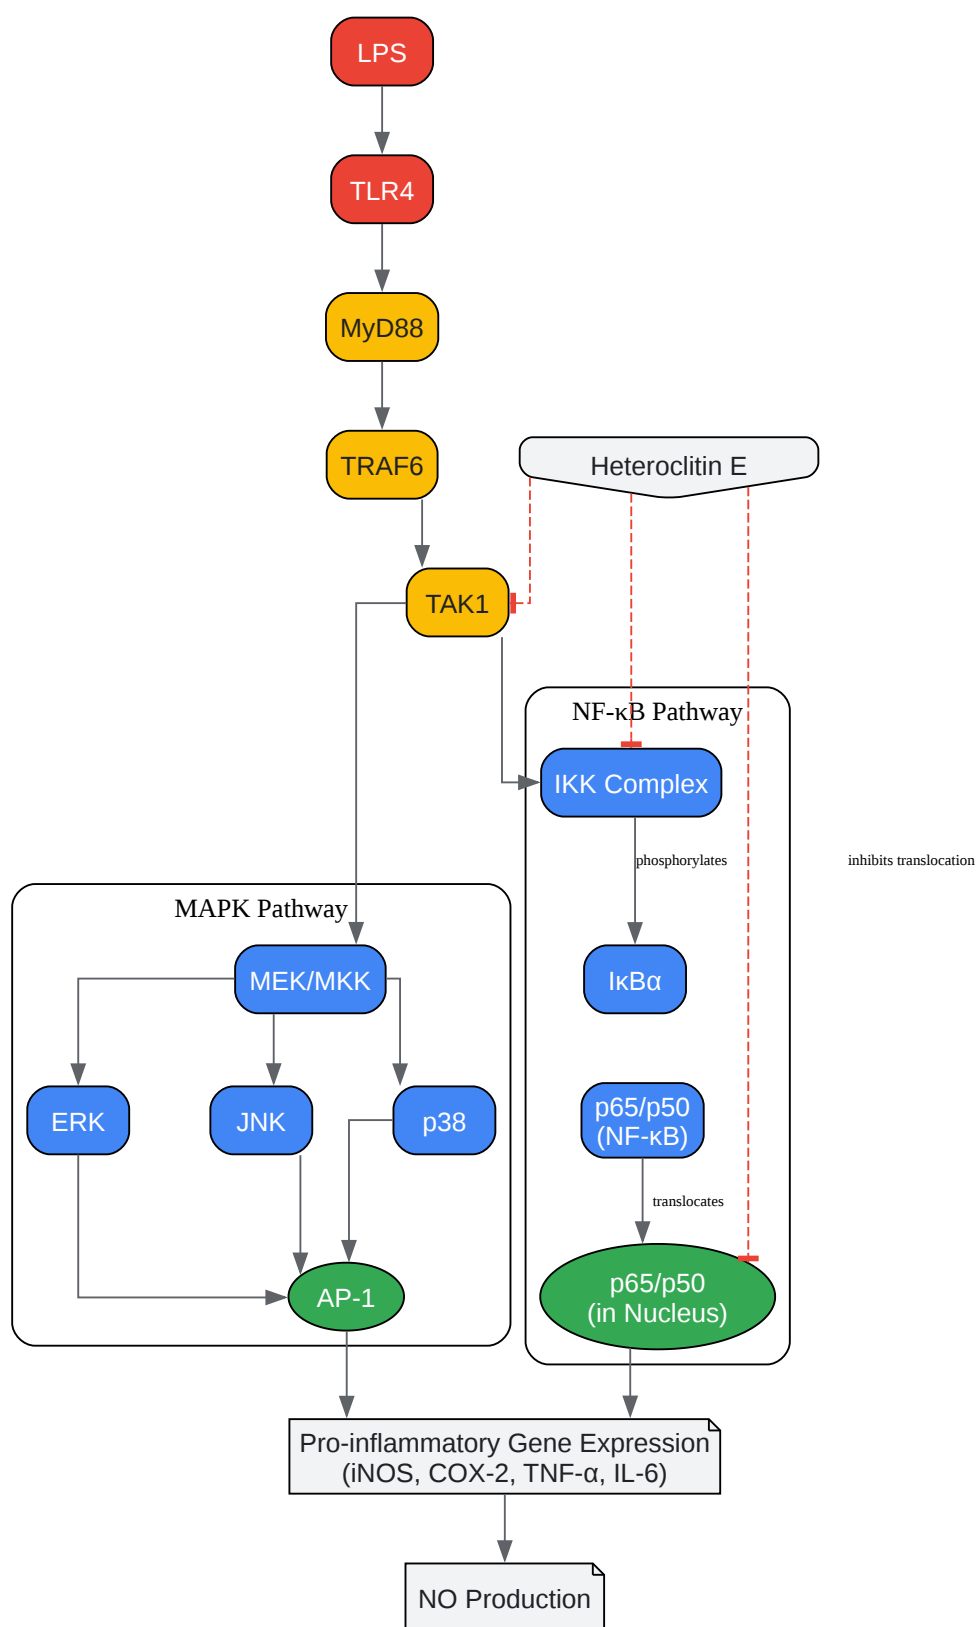 LPS
TLR4
MyD88
TRAF6
Heteroclitin E
TAK1
NF-κB Pathway
IKK Complex
phosphorylates
inhibits translocation
MAPK Pathway
MEK/MKK
IκBα
ERK
JNK
p38
p65/p50
(NF-κB)
translocates
AP-1
p65/p50
(in Nucleus)
Pro-inflammatory Gene Expression
(iNOS, COX-2, TNF-α, IL-6)
NO Production